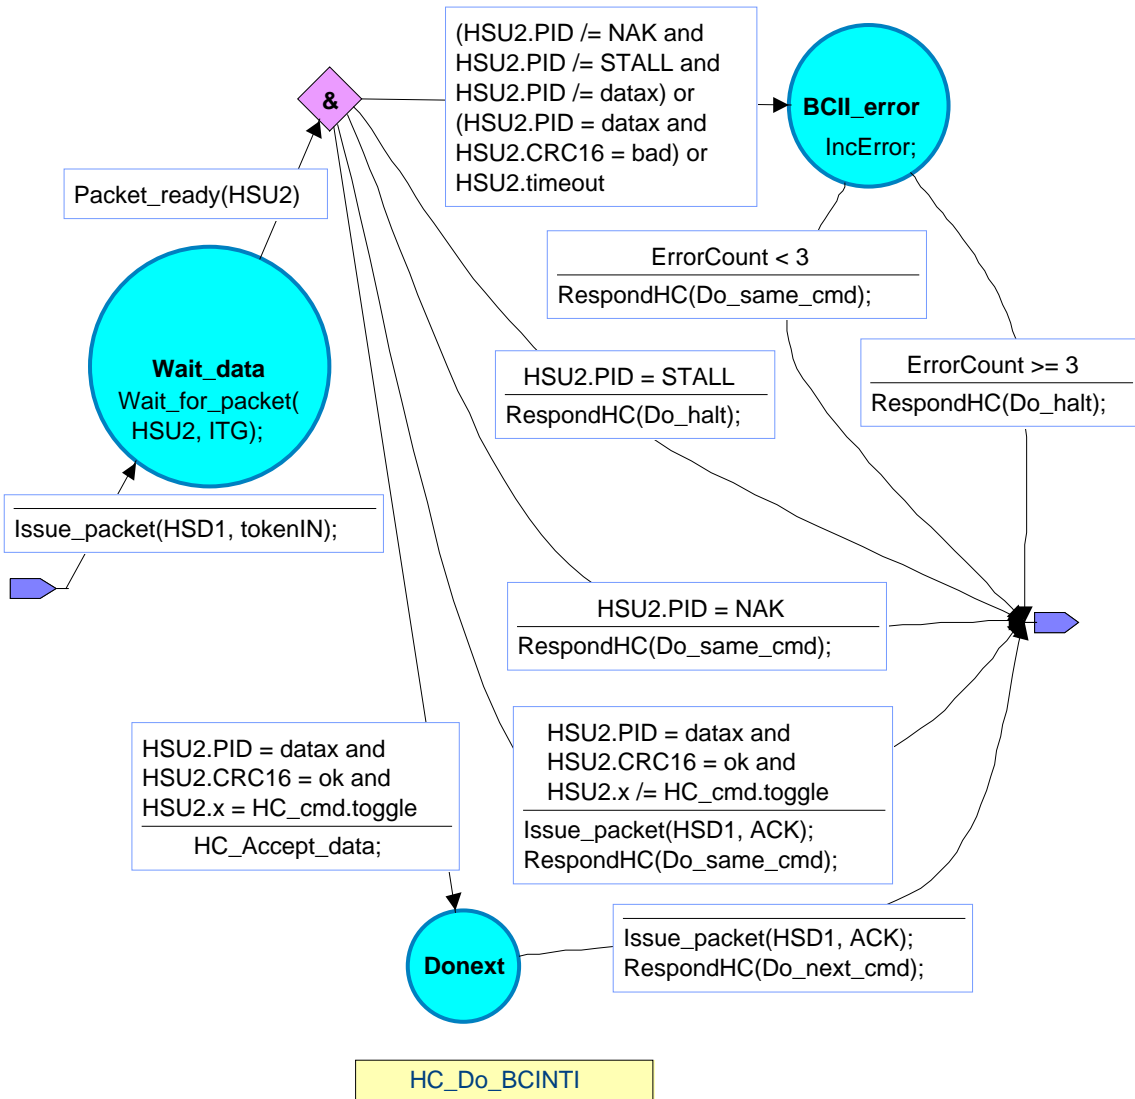 (HSU2.PID /= NAK and
HSU2.PID /= STALL and
HSU2.PID /= datax) or
(HSU2.PID = datax and
HSU2.CRC16 = bad) or
HSU2.timeout
&
BCII_error
IncError;
Packet_ready(HSU2)
ErrorCount < 3
RespondHC(Do_same_cmd);
Wait_data
Wait_for_packet(
HSU2, ITG);
HSU2.PID = STALL
RespondHC(Do_halt);
ErrorCount >= 3
RespondHC(Do_halt);
Issue_packet(HSD1, tokenIN);
HSU2.PID = NAK
RespondHC(Do_same_cmd);
HSU2.PID = datax and
HSU2.CRC16 = ok and
HSU2.x = HC_cmd.toggle
HC_Accept_data;
HSU2.PID = datax and
HSU2.CRC16 = ok and
HSU2.x /= HC_cmd.toggle
Issue_packet(HSD1, ACK);
RespondHC(Do_same_cmd);
Donext
Issue_packet(HSD1, ACK);
RespondHC(Do_next_cmd);
HC_Do_BCINTI